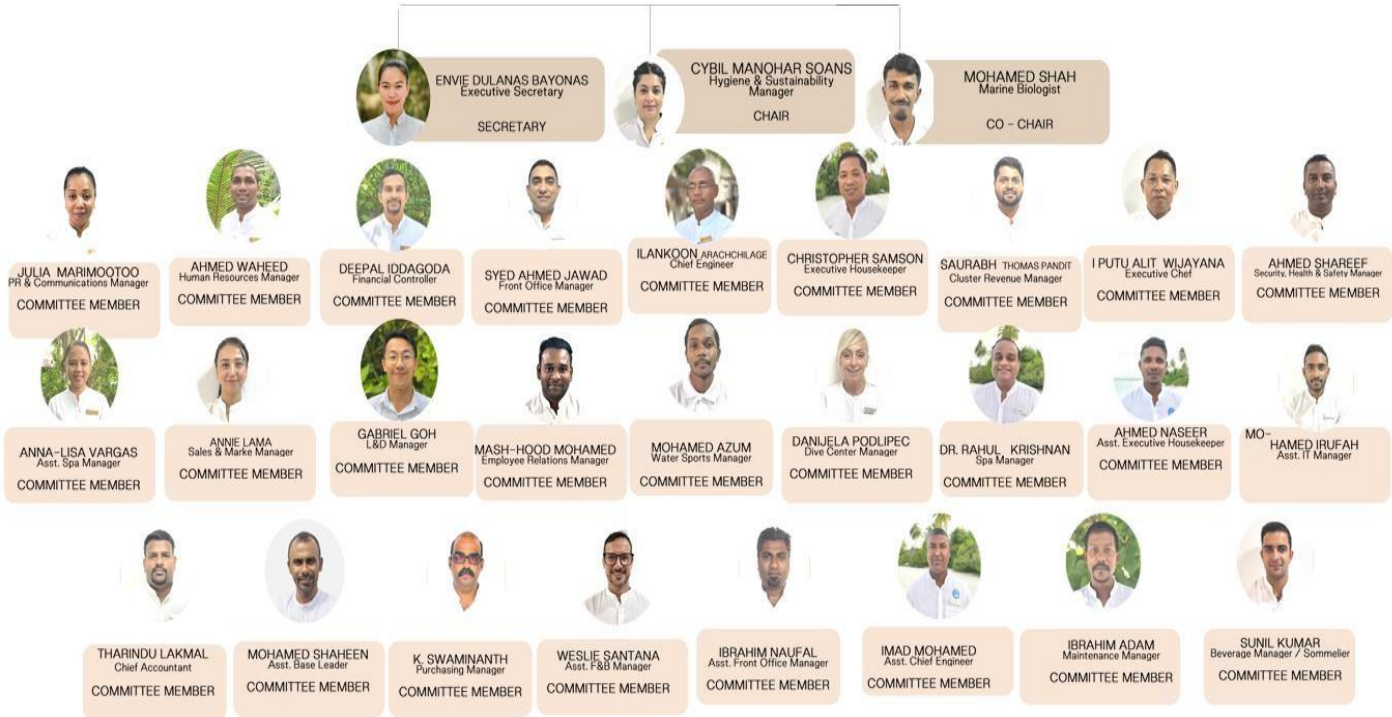 ENVIE DULANAS BAYONAS
Executive Secretary
SECRETARY
CYBIL MANOHAR SOANS
Hygiene & Sustainability
Manager
CHAIR
MOHAMED SHAH
Marine Biologist
CO - CHAIR
JULIA MARIMOOTOO
PR & Communications Manager
COMMITTEE MEMBER
AHMED WAHEED
Human Resources Manager
COMMITTEE MEMBER
DEEPAL IDDAGODA
Financial Controller
COMMITTEE MEMBER
SYED AHMED JAWAD
Front Office Manager
COMMITTEE MEMBER
ILANKOON ARACHCHILAGE
Chief Engineer
COMMITTEE MEMBER
CHRISTOPHER SAMSON
Executive Housekeeper
COMMITTEE MEMBER
SAURABH THOMAS PANDIT
Cluster Revenue Manager
COMMITTEE MEMBER
I PUTU ALIT WIJAYANA
Executive Chef
COMMITTEE MEMBER
AHMED SHAREEF
Security, Health & Safety Manager
COMMITTEE MEMBER
ANNA-LISA VARGAS
Asst. Spa Manager
COMMITTEE MEMBER
ANNIE LAMA
Sales & Marke Manager
COMMITTEE MEMBER
GABRIEL GOH
L&D Manager
COMMITTEE MEMBER
MASH-HOOD MOHAMED
Employee Relations Manager
COMMITTEE MEMBER
MOHAMED AZUM
Water Sports Manager
COMMITTEE MEMBER
DANIJELA PODLIPEC
Dive Center Manager
COMMITTEE MEMBER
DR. RAHUL KRISHNAN
Spa Manager
COMMITTEE MEMBER
AHMED NASEER
Asst. Executive Housekeeper
COMMITTEE MEMBER
MO-
HAMED IRUFAH
Asst. IT Manager
COMMITTEE MEMBER
THARINDU LAKMAL
Chief Accountant
COMMITTEE MEMBER
MOHAMED SHAHEEN
Asst. Base Leader
COMMITTEE MEMBER
K. SWAMINANTH
Purchasing Manager
COMMITTEE MEMBER
WESLIE SANTANA
Asst. F&B Manager
COMMITTEE MEMBER
IBRAHIM NAUFAL
Asst. Front Office Manager
COMMITTEE MEMBER
IMAD MOHAMED
Asst. Chief Engineer
COMMITTEE MEMBER
IBRAHIM ADAM
Maintenance Manager
COMMITTEE MEMBER
SUNIL KUMAR
Beverage Manager / Sommelier
COMMITTEE MEMBER